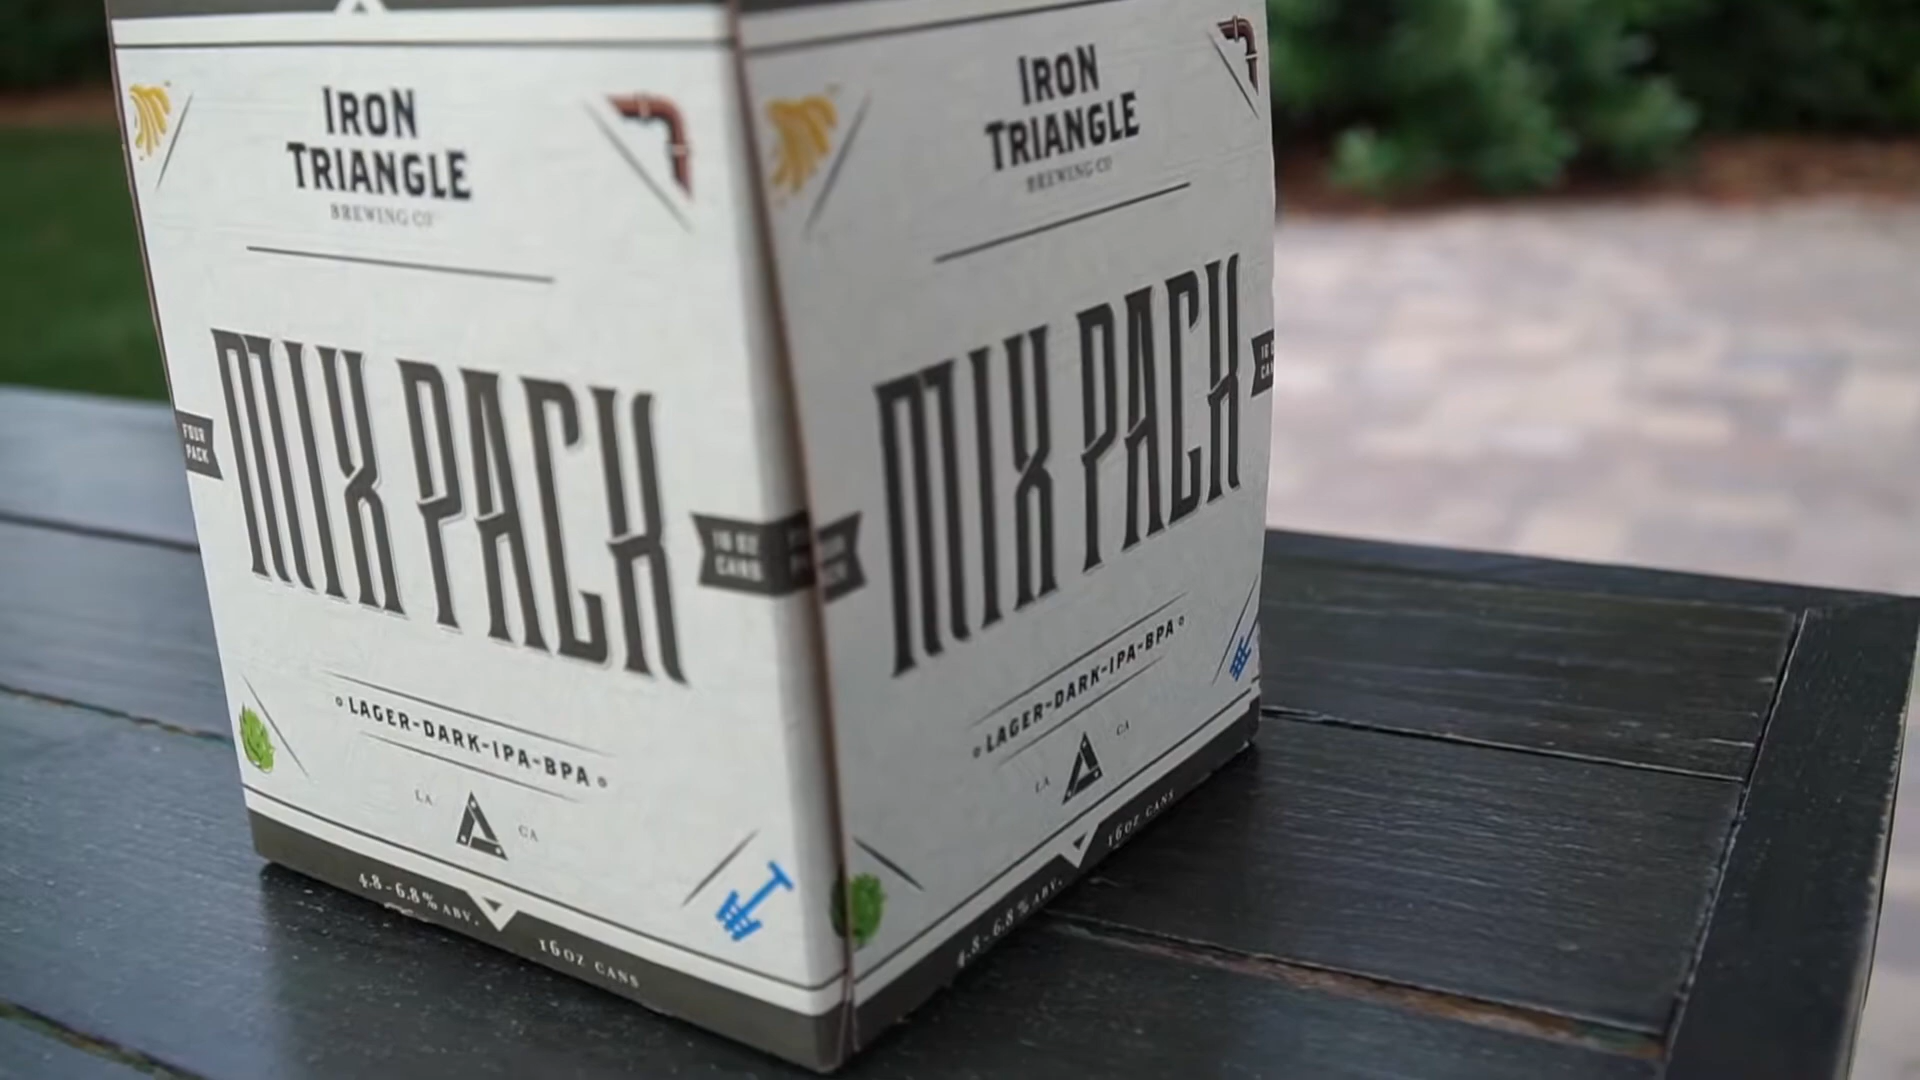 IRON
TRIANGLE
BREWING CO
MIX PACK
FOUR
PACK
16 OZ
CANS
LAGER-DARK-IPA-BPA
LA
CA
4.8-6.8% ABV.
16OZ CANS
IRON
TRIANGLE
BREWING CO
MIX PACK
LAGER-DARK-IPA-BPA
LA
CA
4.8-6.8% ABV.
16OZ CANS